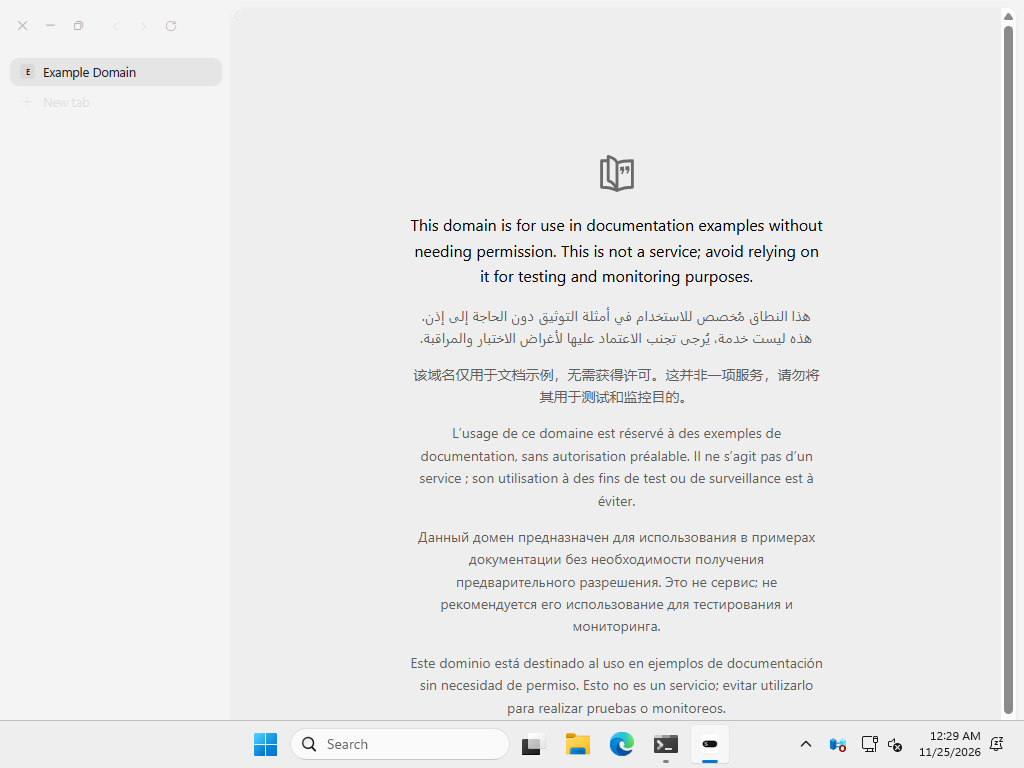 E Example Domain
+ New tab
This domain is for use in documentation examples without
needing permission. This is not a service; avoid relying on
it for testing and monitoring purposes.
هذا النطاق مُخصص للاستخدام في أمثلة التوثيق دون الحاجة إلى إذن.
هذه ليست خدمة، يُرجى تجنب الاعتماد عليها لأغراض الاختبار والمراقبة.
该域名仅用于文档示例，无需获得许可。这并非一项服务，请勿将
其用于测试和监控目的。
L’usage de ce domaine est réservé à des exemples de
documentation, sans autorisation préalable. Il ne s’agit pas d’un
service ; son utilisation à des fins de test ou de surveillance est à
éviter.
Данный домен предназначен для использования в примерах
документации без необходимости получения
предварительного разрешения. Это не сервис; не
рекомендуется его использование для тестирования и
мониторинга.
Este dominio está destinado al uso en ejemplos de documentación
sin necesidad de permiso. Esto no es un servicio; evitar utilizarlo
para realizar pruebas o monitoreos.
Search
12:29 AM
11/25/2026